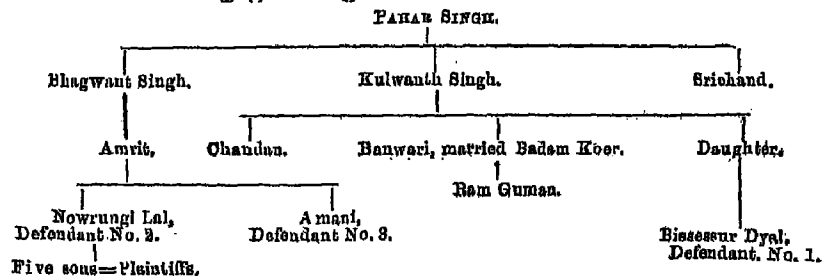 PAHAR SINGH.
Bhagwant Singh. Kulwanth Singh. Srichand.
Amrit, Chandan. Banwari, married Badam Koer. Daughter,
Ram Guman.
Nowrungi Lal, Amani,
Defendant No. 2. Defendant No. 3. Bissessur Dyal,
Defendant. No. 1.
Five sons=Plaintiffs.